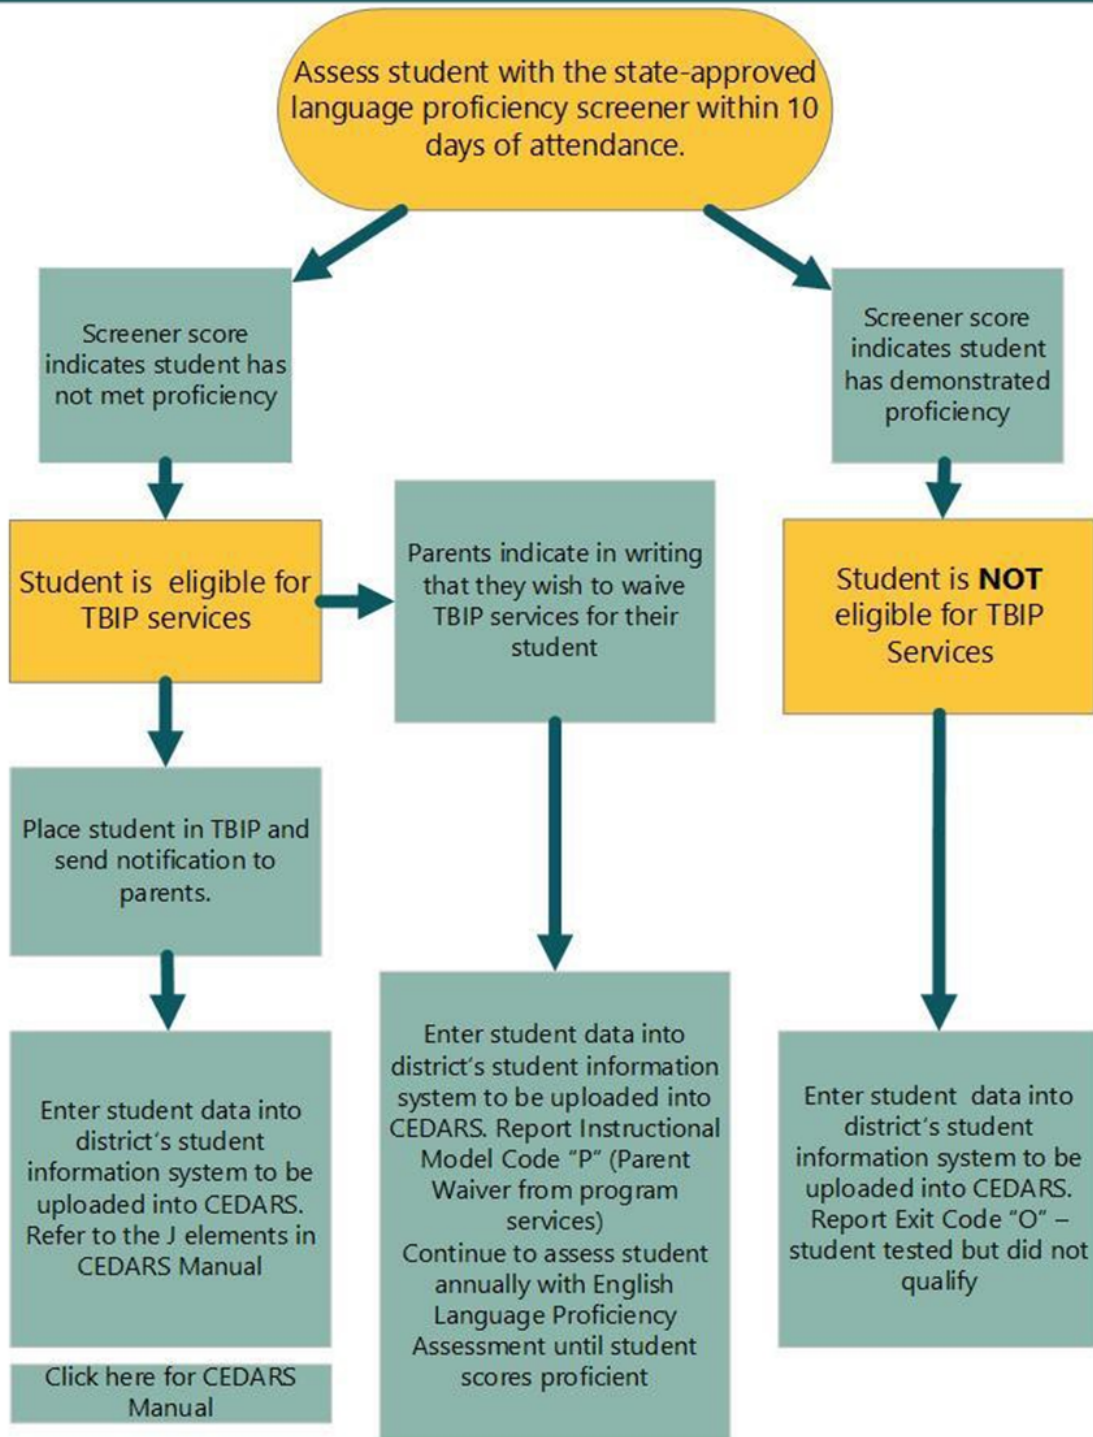 Assess student with the state-approved
language proficiency screener within 10
days of attendance.
Screener score
indicates student has
not met proficiency
Screener score
indicates student
has demonstrated
proficiency
Student is eligible for
TBIP services
Parents indicate in writing
that they wish to waive
TBIP services for their
student
Student is NOT
eligible for TBIP
Services
Place student in TBIP and
send notification to
parents.
Enter student data into
district's student
information system to be
uploaded into CEDARS.
Refer to the J elements in
CEDARS Manual
Click here for CEDARS
Manual
Enter student data into
district's student information
system to be uploaded into
CEDARS. Report Instructional
Model Code "P" (Parent
Waiver from program
services)
Continue to assess student
annually with English
Language Proficiency
Assessment until student
scores proficient
Enter student data into
district's student
information system to be
uploaded into CEDARS.
Report Exit Code "O" –
student tested but did not
qualify